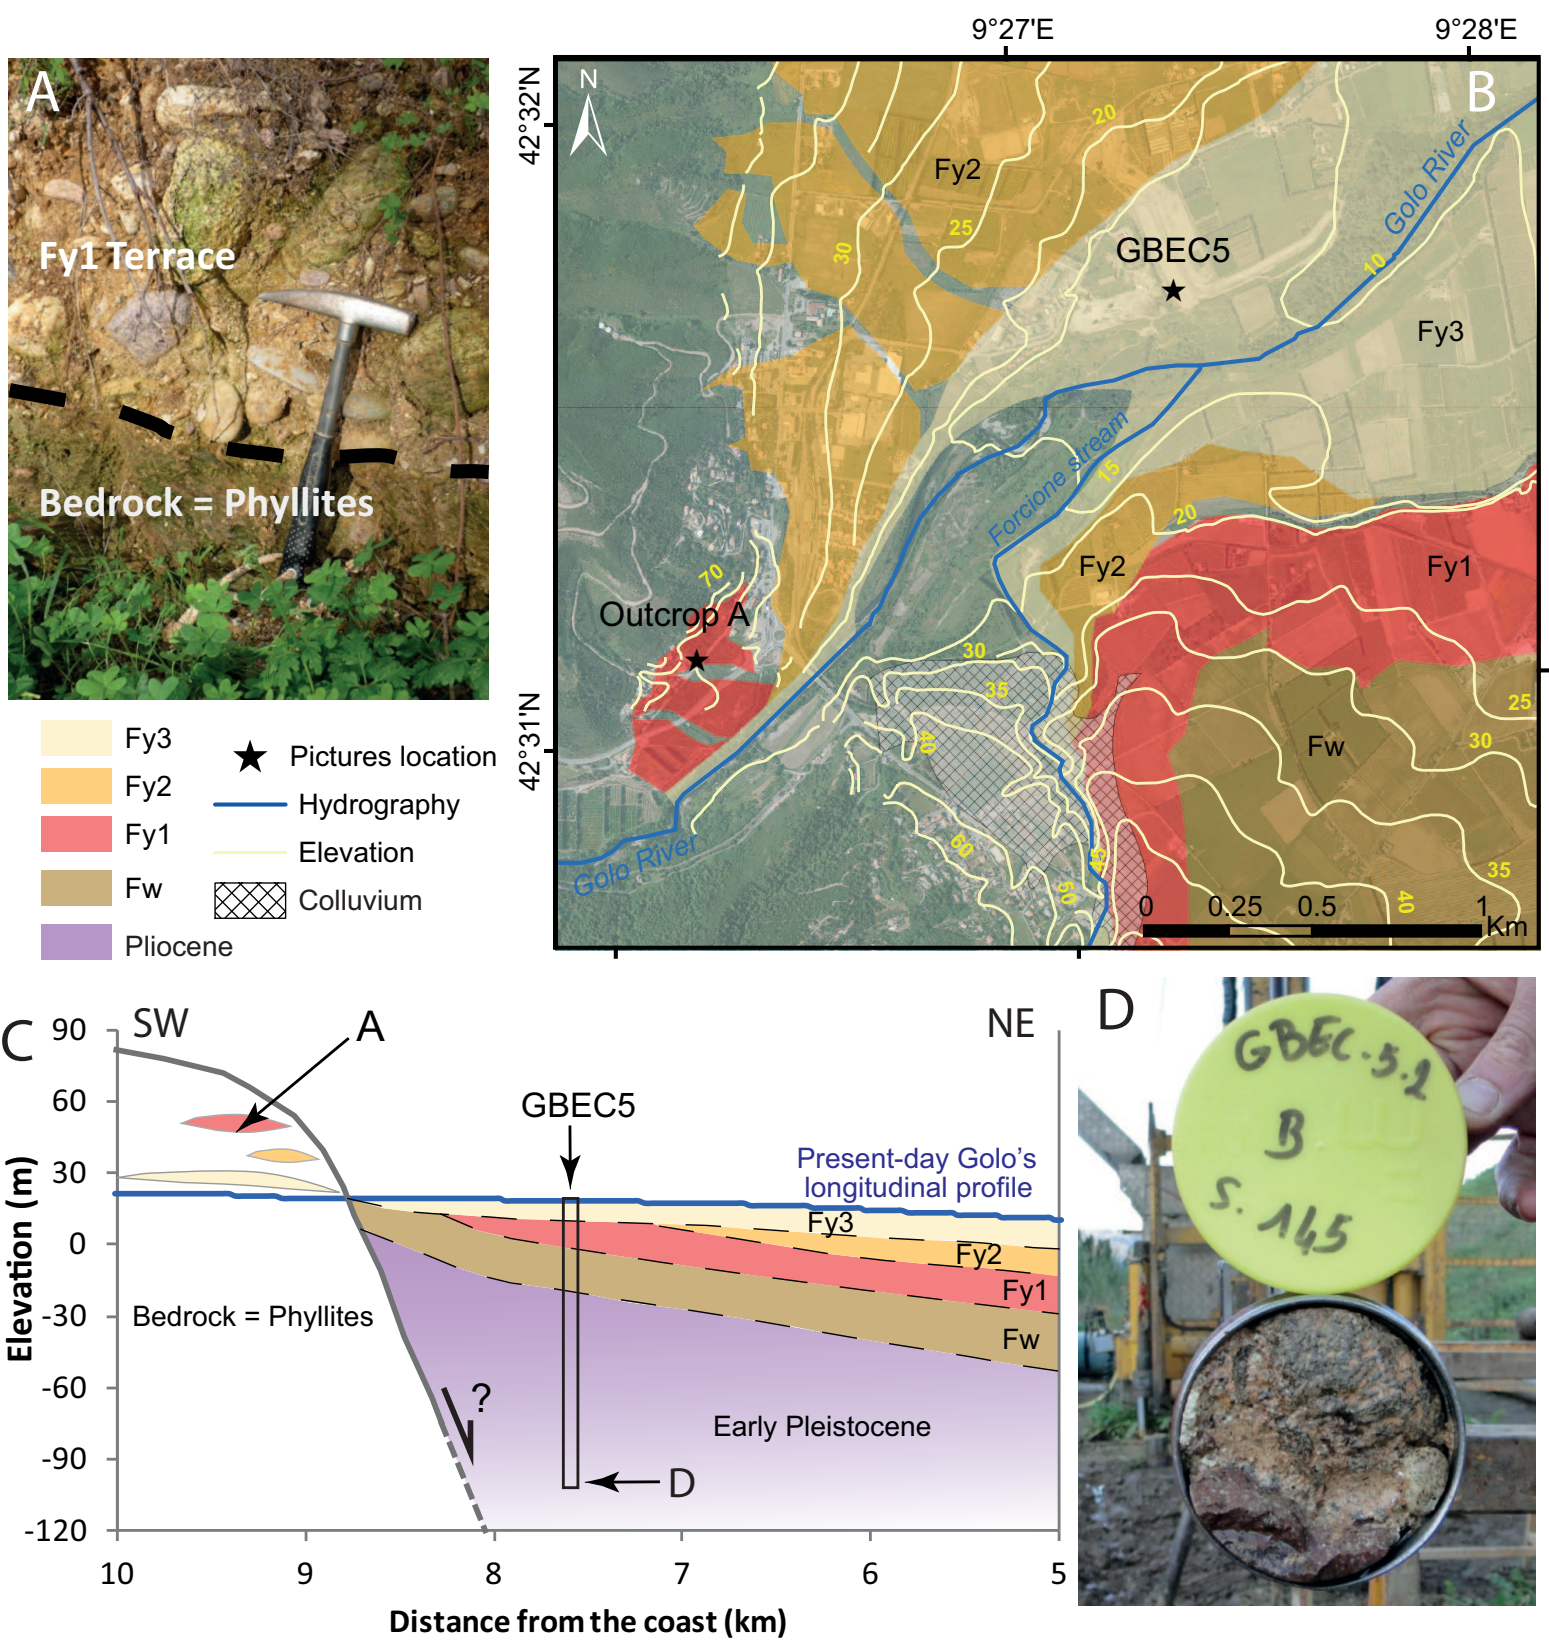 A
Fy1 Terrace
Bedrock = Phyllites
9°27'E
9°28'E
42°32'N
42°31'N
N
B
20
Fy2
25
30
GBEC5
Golo River
10
Fy3
Forcione stream
15
20
Fy2
Fy1
70
Outcrop A
30
35
40
25
30
Fw
60
45
50
35
40
Golo River
0
0.25
0.5
1
Km
Fy3
Fy2
Fy1
Fw
Pliocene
Pictures location
Hydrography
Elevation
Colluvium
C
SW
NE
A
GBEC5
Present-day Golo's
longitudinal profile
Fy3
Fy2
Fy1
Fw
Bedrock = Phyllites
?
Early Pleistocene
D
Elevation (m)
90
60
30
0
-30
-60
-90
-120
10
9
8
7
6
5
Distance from the coast (km)
D
GBEC.5.2
B
S. 145